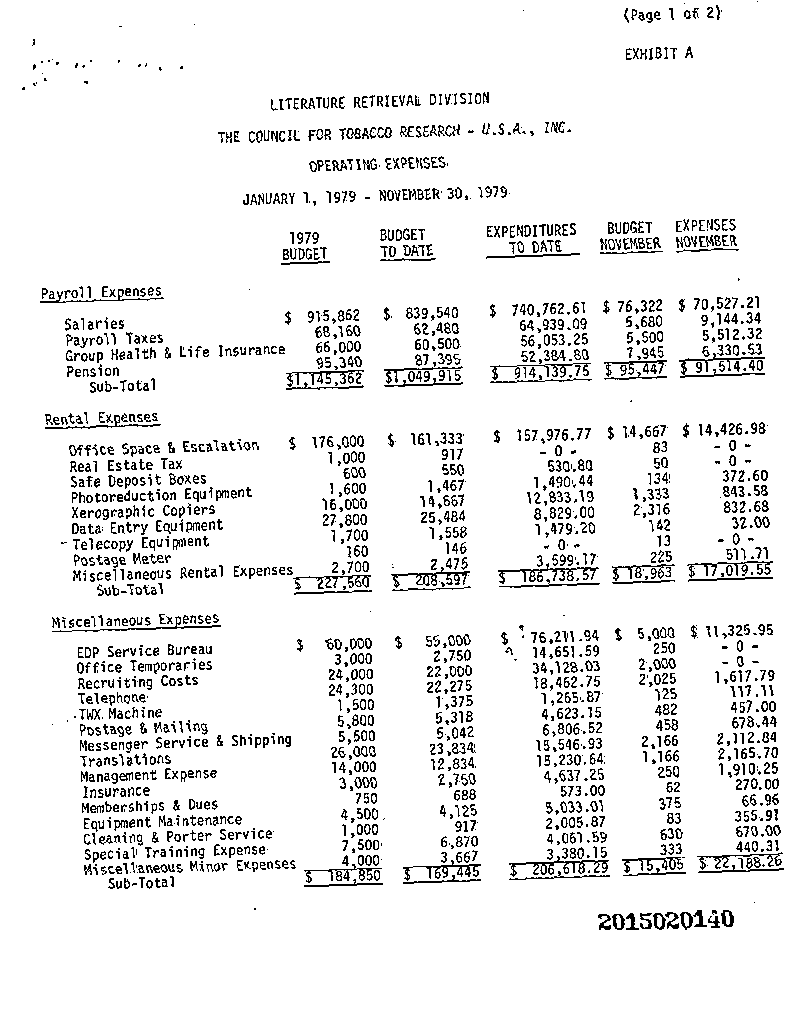 (Page 1 of 2)
EXHIBIT A
LITERATURE RETRIEVAL DIVISION
THE COUNCIL FOR TOBACCO RESEARCH - U.S.A., INC.
OPERATING EXPENSES
JANUARY 1, 1979 - NOVEMBER 30, 1979
1979 BUDGET EXPENDITURES BUDGET EXPENSES
BUDGET TO DATE TO DATE NOVEMBER NOVEMBER
Payroll Expenses
Salaries $ 915,862 $ 839,540 $ 740,762.61 $ 76,322 $ 70,527.21
Payroll Taxes 68,160 62,480 64,939.09 5,680 9,144.34
Group Health & Life Insurance 66,000 60,500 56,053.25 5,500 5,512.32
Pension 95,340 87,395 52,384.80 7,945 6,330.53
Sub-Total $1,145,362 $1,049,915 $ 914,139.75 $ 95,447 $ 91,514.40
Rental Expenses
Office Space & Escalation $ 176,000 $ 161,333 $ 157,976.77 $ 14,667 $ 14,426.98
Real Estate Tax 1,000 917 - 0 - 83 - 0 -
Safe Deposit Boxes 600 550 530.80 50 - 0 -
Photoreduction Equipment 1,600 1,467 1,490.44 134 372.60
Xerographic Copiers 16,000 14,667 12,833.19 1,333 843.58
Data Entry Equipment 27,800 25,484 8,829.00 2,316 832.68
- Telecopy Equipment 1,700 1,558 1,479.20 142 32.00
Postage Meter 160 146 - 0 - 13 - 0 -
Miscellaneous Rental Expenses 2,700 2,475 3,599.17 225 511.71
Sub-Total $ 227,560 $ 208,597 $ 186,738.57 $ 18,963 $ 17,019.55
Miscellaneous Expenses
EDP Service Bureau $ 60,000 $ 55,000 $ 76,211.94 $ 5,000 $ 11,325.95
Office Temporaries 3,000 2,750 14,651.59 250 - 0 -
Recruiting Costs 24,000 22,000 34,128.03 2,000 - 0 -
Telephone 24,300 22,275 18,462.75 2,025 1,617.79
TWX Machine 1,500 1,375 1,265.87 125 117.11
Postage & Mailing 5,800 5,318 4,623.15 482 457.00
Messenger Service & Shipping 5,500 5,042 6,806.52 458 678.44
Translations 26,000 23,834 15,546.93 2,166 2,112.84
Management Expense 14,000 12,834 15,230.64 1,166 2,165.70
Insurance 3,000 2,750 4,637.25 250 1,910.25
Memberships & Dues 750 688 573.00 62 270.00
Equipment Maintenance 4,500 4,125 5,033.01 375 66.96
Cleaning & Porter Service 1,000 917 2,005.87 83 355.91
Special Training Expense 7,500 6,870 4,061.59 630 670.00
Miscellaneous Minor Expenses 4,000 3,667 3,380.15 333 440.31
Sub-Total $ 184,850 $ 169,445 $ 206,618.29 $ 15,405 $ 22,188.26
2015020140